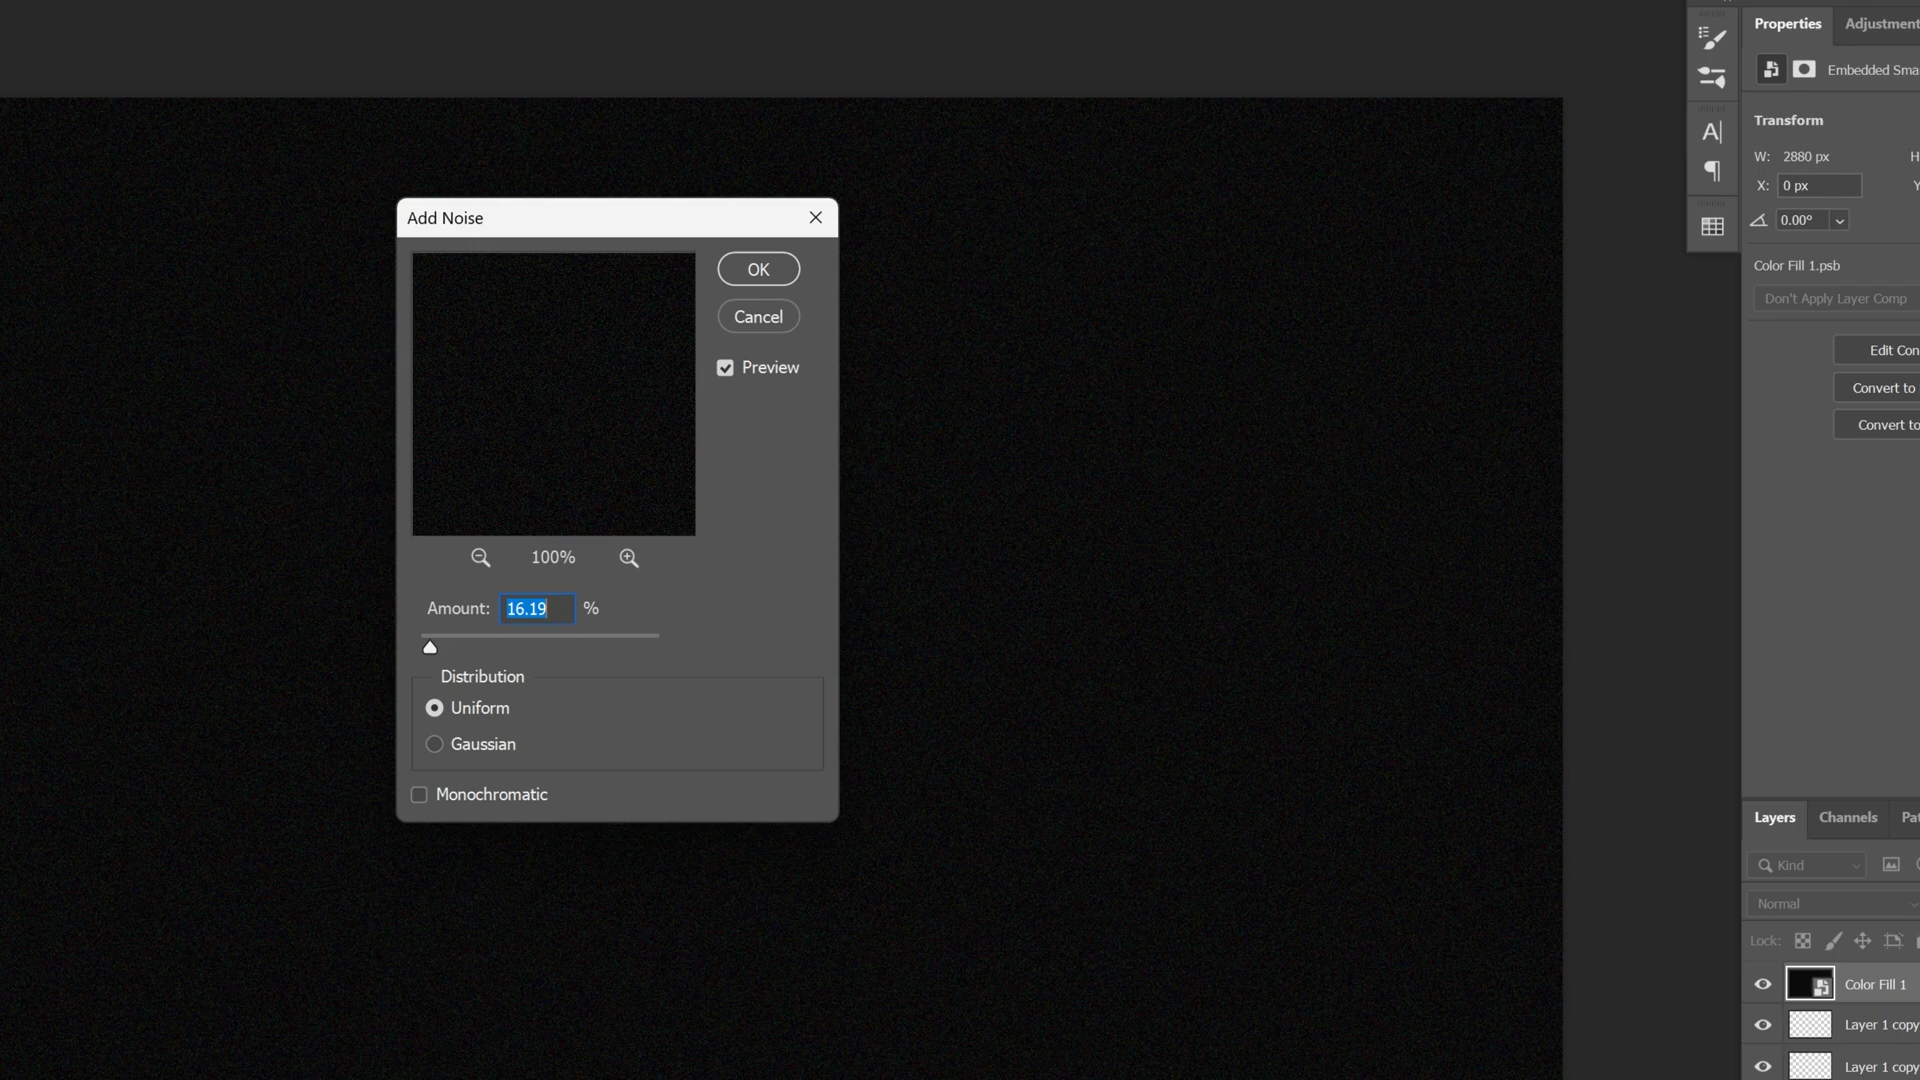 Properties
Adjustment
Embedded Sma
Transform
W: 2880 px
H
X: 0 px
Y
0.00°
Color Fill 1.psb
Don't Apply Layer Comp
Edit Con
Convert to
Convert to
Add Noise
OK
Cancel
Preview
100%
Amount: 16.19 %
Distribution
Uniform
Gaussian
Monochromatic
Layers
Channels
Pat
Kind
Normal
Lock:
Color Fill 1
Layer 1 copy
Layer 1 copy